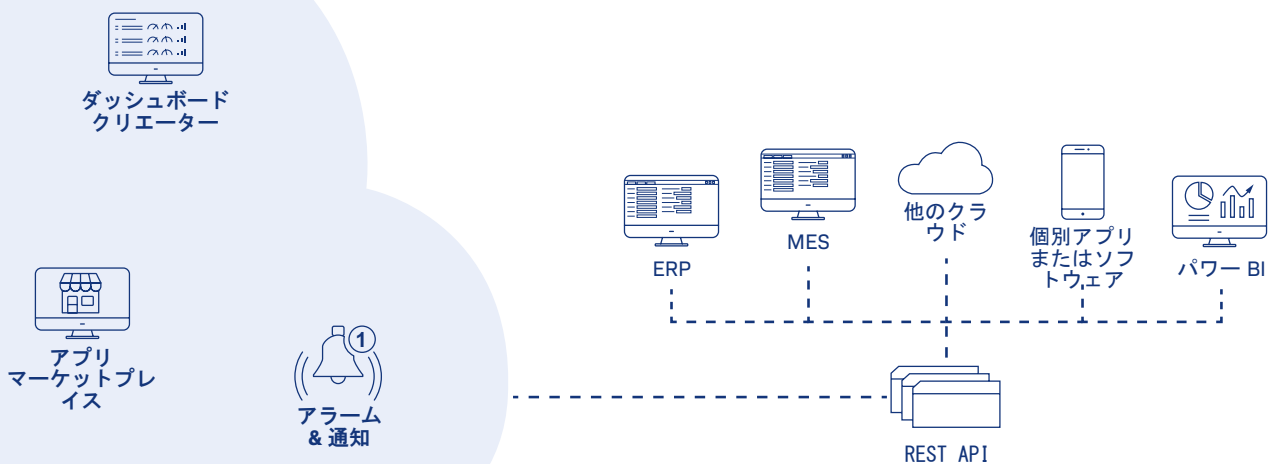 ダッシュボード
クリエーター
アプリ
マーケットプレ
イス
1
アラーム
& 通知
ERP
MES
他のクラ
ウド
個別アプリ
またはソフ
トウェア
パワー BI
REST API